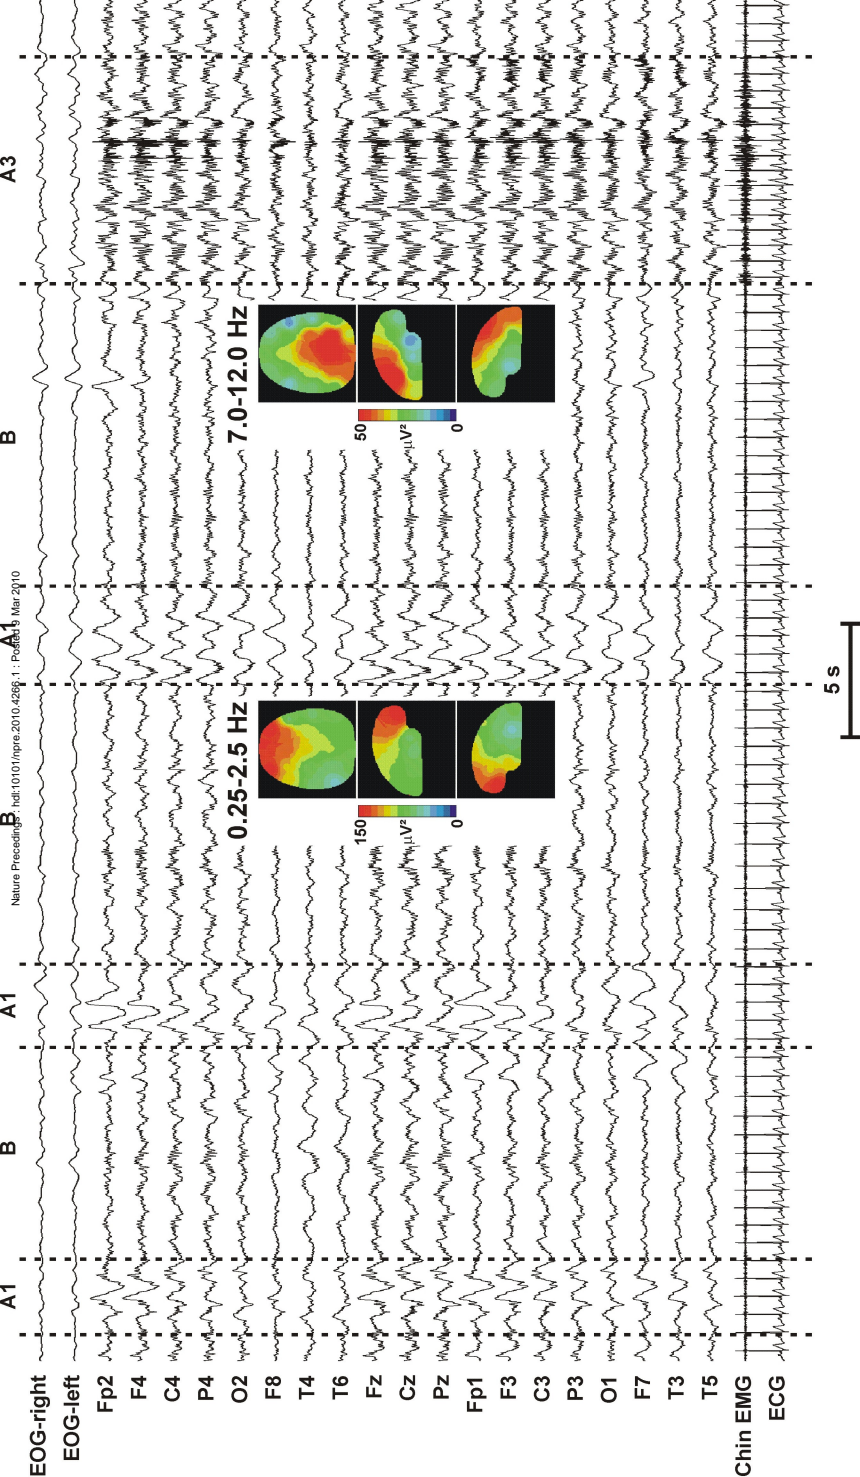 A1 B A1 B A1 B A3
Nature Precedings : hdl:10101/npre.2010.4266.1 : Posted 9 Mar 2010
EOG-right
EOG-left
Fp2
F4
C4
P4
O2
F8
T4
T6
Fz
Cz
Pz
Fp1
F3
C3
P3
O1
F7
T3
T5
Chin EMG
ECG
0.25-2.5 Hz
150
µV²
0
7.0-12.0 Hz
50
µV²
0
5 s